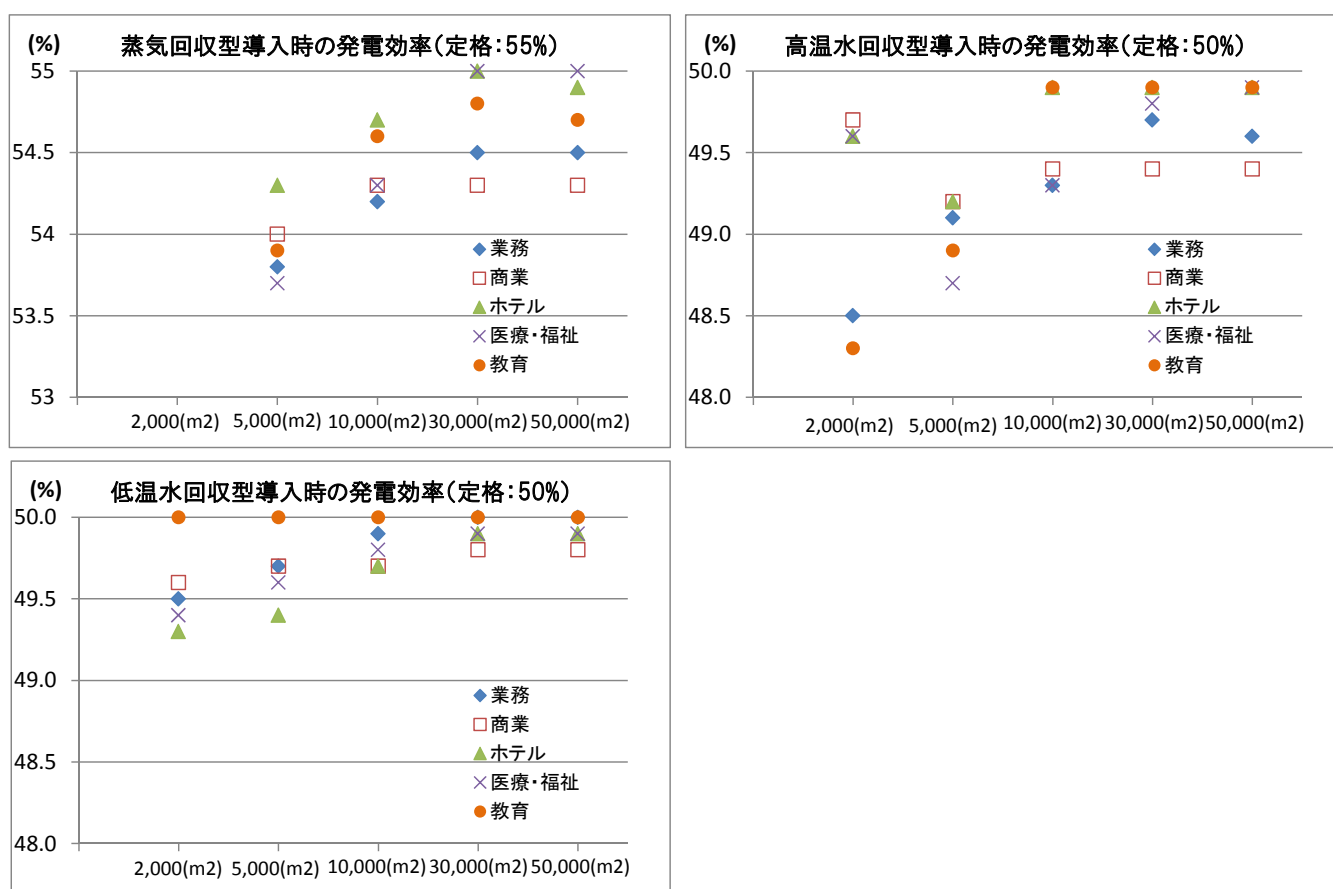 (%)
蒸気回収型導入時の発電効率(定格:55%)
55
54.5
54
53.5
53
2,000(m2) 5,000(m2) 10,000(m2) 30,000(m2) 50,000(m2)
業務
商業
ホテル
医療・福祉
教育
(%)
高温水回収型導入時の発電効率(定格:50%)
50.0
49.5
49.0
48.5
48.0
2,000(m2) 5,000(m2) 10,000(m2) 30,000(m2) 50,000(m2)
業務
商業
ホテル
医療・福祉
教育
(%)
低温水回収型導入時の発電効率(定格:50%)
50.0
49.5
49.0
48.5
48.0
2,000(m2) 5,000(m2) 10,000(m2) 30,000(m2) 50,000(m2)
業務
商業
ホテル
医療・福祉
教育